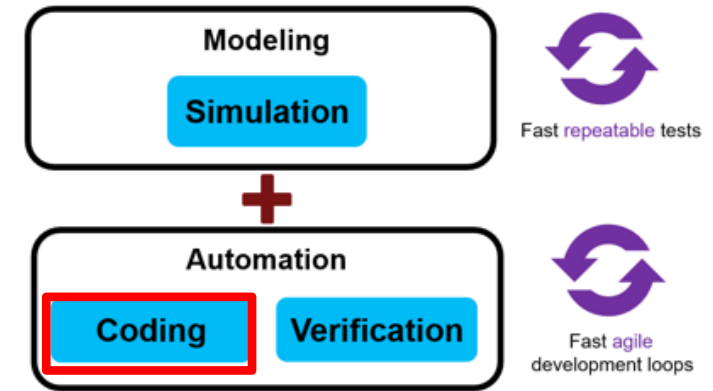 Modeling
Simulation
Fast repeatable tests
Automation
Coding
Verification
Fast agile
development loops